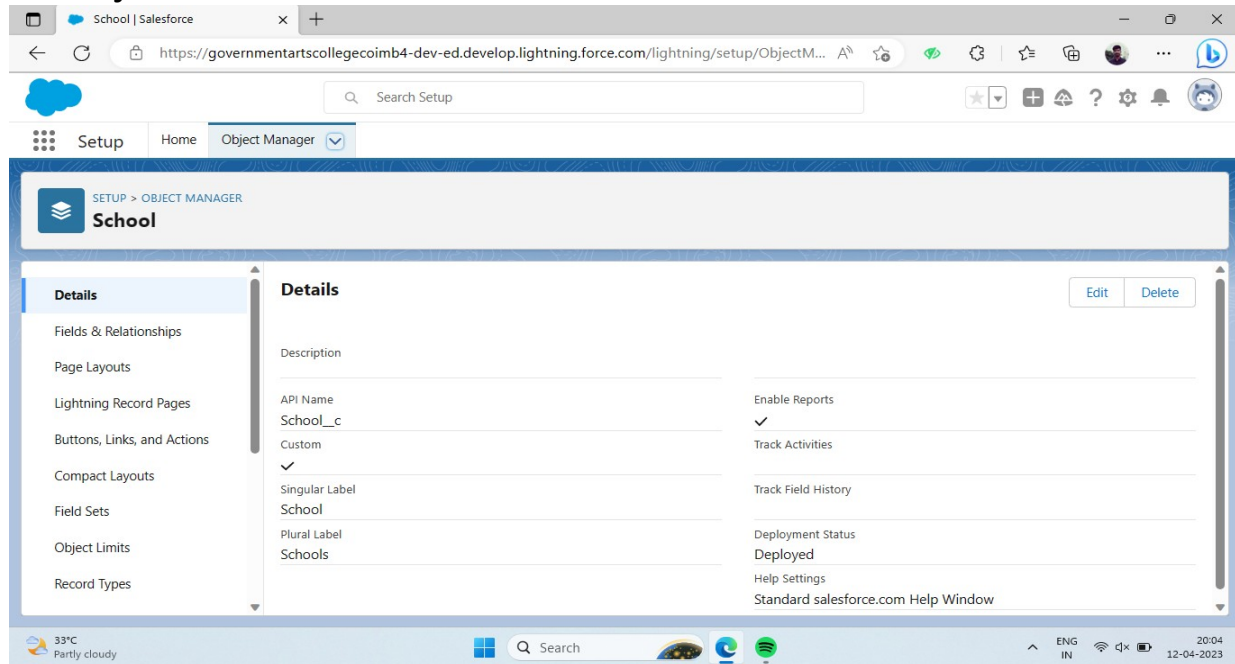 School | Salesforce
https://governmentartscollegecoimb4-dev-ed.develop.lightning.force.com/lightning/setup/ObjectM...
Search Setup
Setup Home Object Manager
SETUP > OBJECT MANAGER
School
Details
Fields & Relationships
Page Layouts
Lightning Record Pages
Buttons, Links, and Actions
Compact Layouts
Field Sets
Object Limits
Record Types
Details
Edit Delete
Description
API Name
School__c
Custom
Singular Label
School
Plural Label
Schools
Enable Reports
Track Activities
Track Field History
Deployment Status
Deployed
Help Settings
Standard salesforce.com Help Window
33°C
Partly cloudy
Search
ENG
IN
20:04
12-04-2023